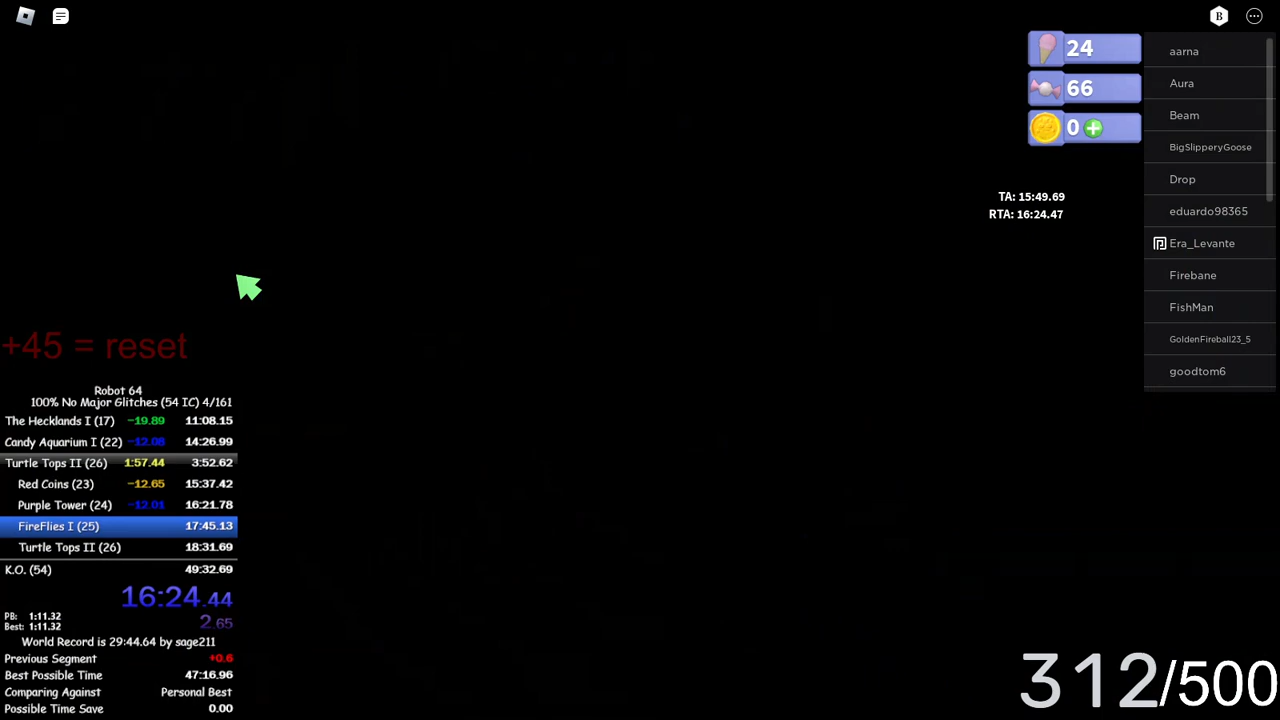 B
24
66
0
TA: 15:49.69
RTA: 16:24.47
aarna
Aura
Beam
BigSlipperyGoose
Drop
eduardo98365
Era_Levante
Firebane
FishMan
GoldenFireball23_5
goodtom6
+45 = reset
Robot 64
100% No Major Glitches (54 IC) 4/161
The Hecklands I (17) −19.89 11:08.15
Candy Aquarium I (22) −12.08 14:26.99
Turtle Tops II (26) 1:57.44 3:52.62
Red Coins (23) −12.65 15:37.42
Purple Tower (24) −12.01 16:21.78
FireFlies I (25) 17:45.13
Turtle Tops II (26) 18:31.69
K.O. (54) 49:32.69
16:24.44
PB: 1:11.32
Best: 1:11.32
2.65
World Record is 29:44.64 by sage211
Previous Segment +0.6
Best Possible Time 47:16.96
Comparing Against Personal Best
Possible Time Save 0.00
312/500